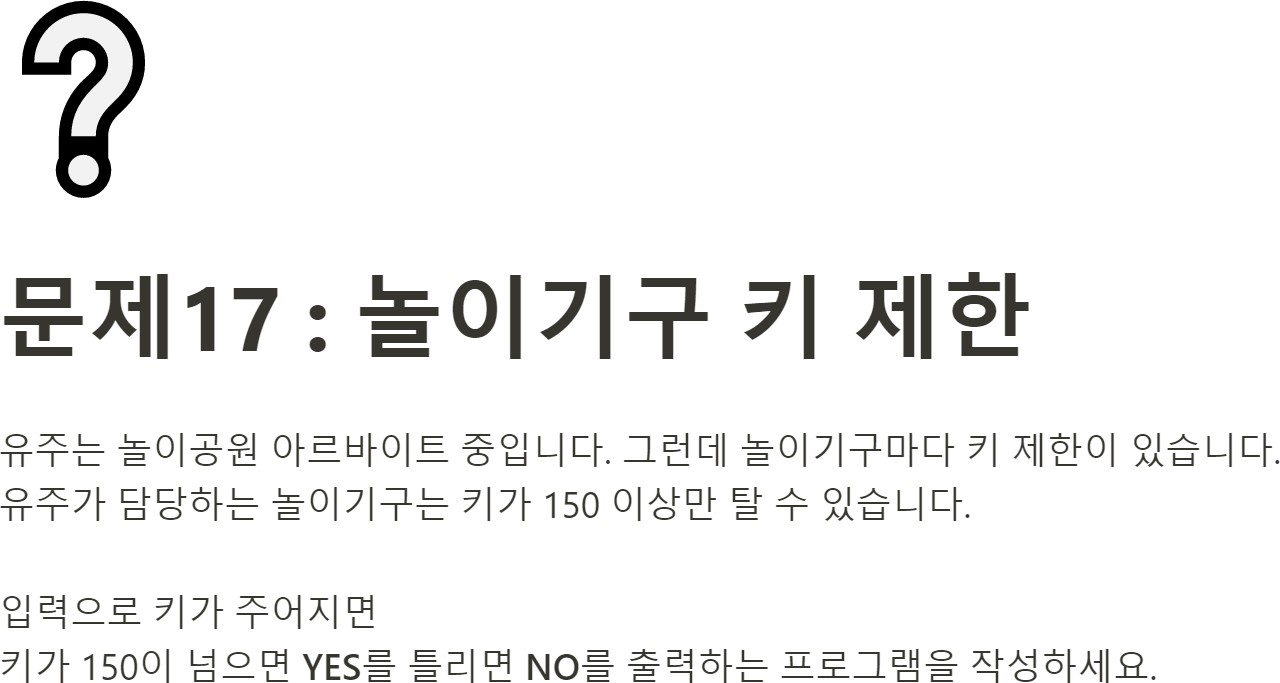 문제17 : 놀이기구 키 제한
유주는 놀이공원 아르바이트 중입니다. 그런데 놀이기구마다 키 제한이 있습니다.
유주가 담당하는 놀이기구는 키가 150 이상만 탈 수 있습니다.
입력으로 키가 주어지면
키가 150이 넘으면 YES를 틀리면 NO를 출력하는 프로그램을 작성하세요.